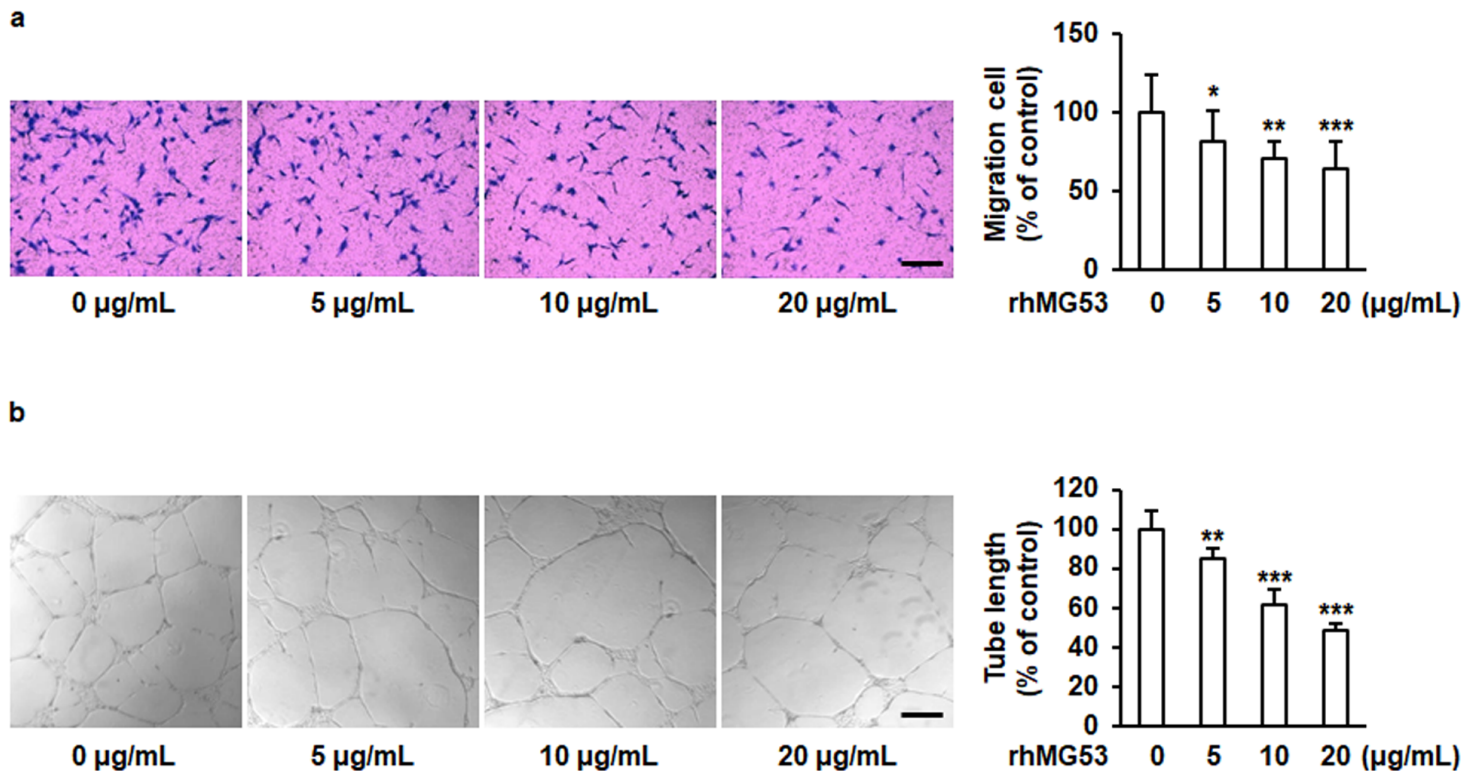 a
0 µg/mL 5 µg/mL 10 µg/mL 20 µg/mL
Migration cell
(% of control)
150
100
50
0
*
**
***
rhMG53 0 5 10 20 (µg/mL)
b
0 µg/mL 5 µg/mL 10 µg/mL 20 µg/mL
Tube length
(% of control)
120
100
80
60
40
20
0
**
***
***
rhMG53 0 5 10 20 (µg/mL)